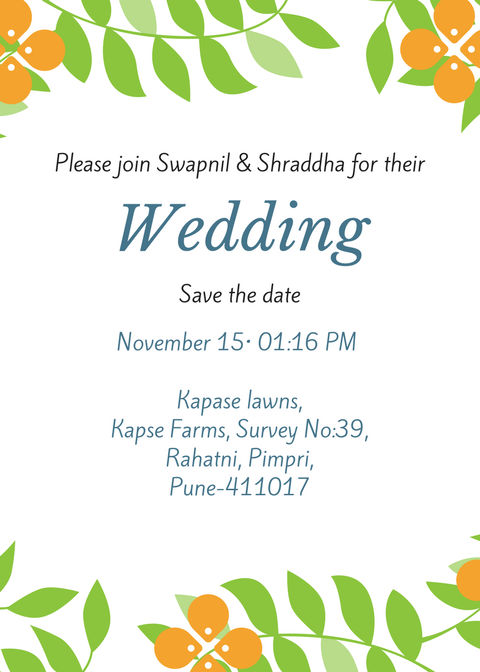 Please join Swapnil & Shraddha for their
Wedding
Save the date
November 15· 01:16 PM
Kapase lawns,
Kapse Farms, Survey No:39,
Rahatni, Pimpri,
Pune-411017